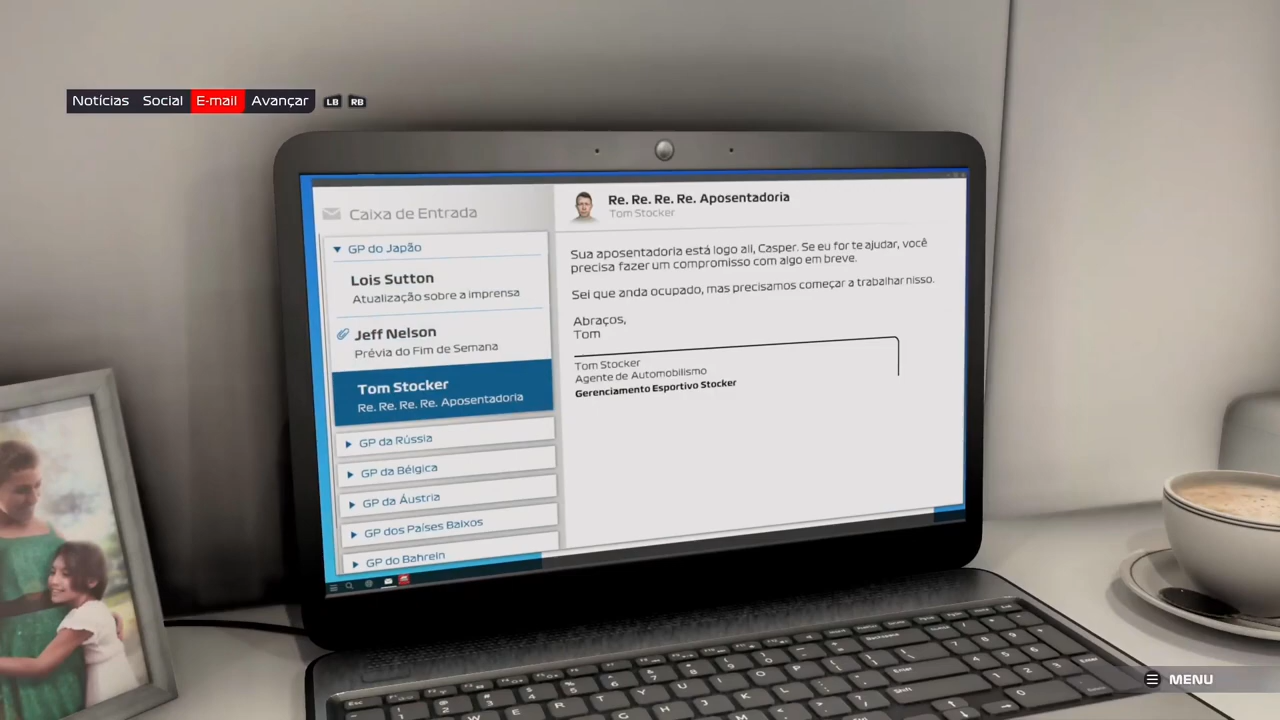 Notícias Social E-mail Avançar LB RB
Caixa de Entrada
GP do Japão
Lois Sutton
Atualização sobre a imprensa
Jeff Nelson
Prévia do Fim de Semana
Tom Stocker
Re. Re. Re. Re. Aposentadoria
GP da Rússia
GP da Bélgica
GP da Áustria
GP dos Países Baixos
GP do Bahrein
Re. Re. Re. Re. Aposentadoria
Tom Stocker
Sua aposentadoria está logo ali, Casper. Se eu for te ajudar, você
precisa fazer um compromisso com algo em breve.
Sei que anda ocupado, mas precisamos começar a trabalhar nisso.
Abraços,
Tom
Tom Stocker
Agente de Automobilismo
Gerenciamento Esportivo Stocker
MENU